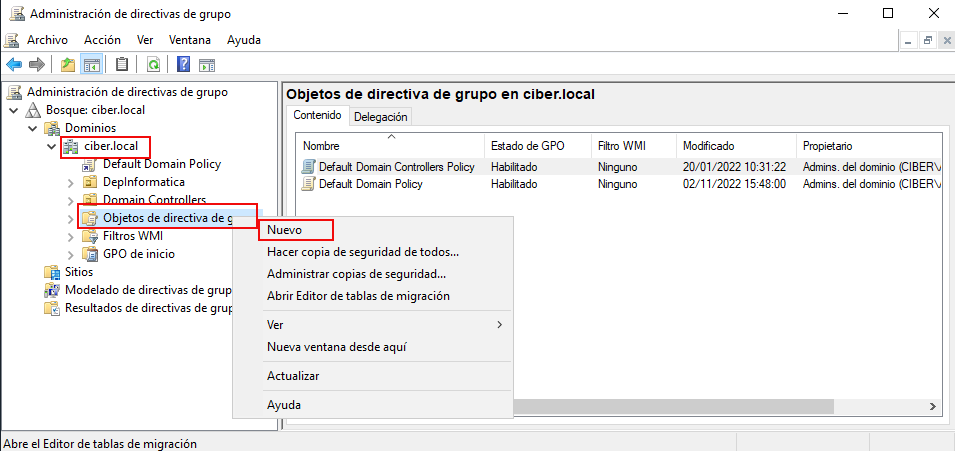 Administración de directivas de grupo
Archivo Acción Ver Ventana Ayuda
Administración de directivas de grupo
Bosque: ciber.local
Dominios
ciber.local
Default Domain Policy
DepInformatica
Domain Controllers
Objetos de directiva de g
Filtros WMI
GPO de inicio
Sitios
Modelado de directivas de grup
Resultados de directivas de grup
Objetos de directiva de grupo en ciber.local
Contenido Delegación
Nombre Estado de GPO Filtro WMI Modificado Propietario
Default Domain Controllers Policy Habilitado Ninguno 20/01/2022 10:31:22 Admins. del dominio (CIBER\
Default Domain Policy Habilitado Ninguno 02/11/2022 15:48:00 Admins. del dominio (CIBER\
Nuevo
Hacer copia de seguridad de todos...
Administrar copias de seguridad...
Abrir Editor de tablas de migración
Ver
Nueva ventana desde aquí
Actualizar
Ayuda
Abre el Editor de tablas de migración